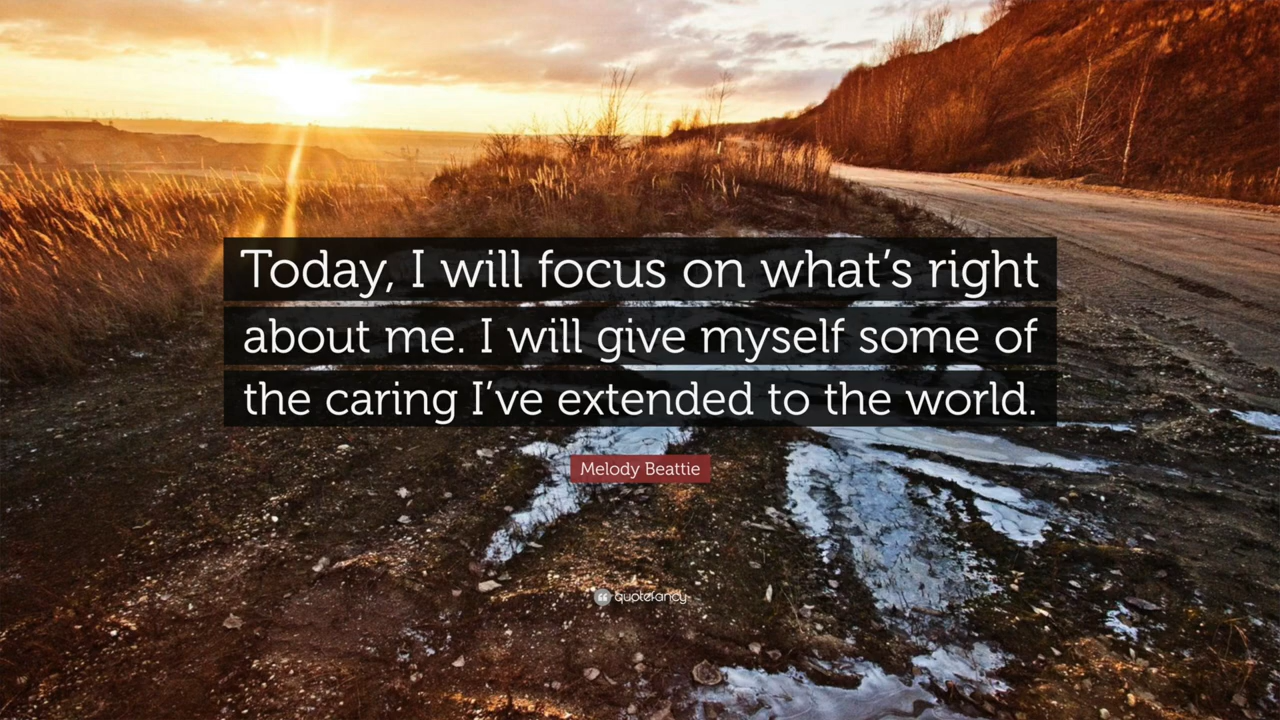 Today, I will focus on what’s right
about me. I will give myself some of
the caring I’ve extended to the world.
Melody Beattie
quotefancy